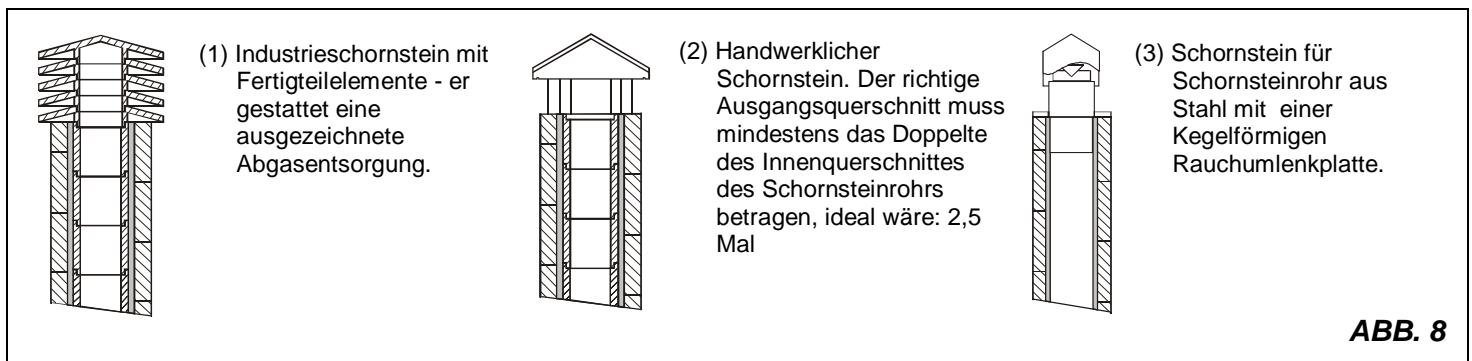 (1) Industrieschornstein mit
Fertigteilelemente - er
gestattet eine
ausgezeichnete
Abgasentsorgung.
(2) Handwerklicher
Schornstein. Der richtige
Ausgangsquerschnitt muss
mindestens das Doppelte
des Innenquerschnittes
des Schornsteinrohrs
betragen, ideal wäre: 2,5
Mal
(3) Schornstein für
Schornsteinrohr aus
Stahl mit einer
Kegelförmigen
Rauchumlenkplatte.
ABB. 8